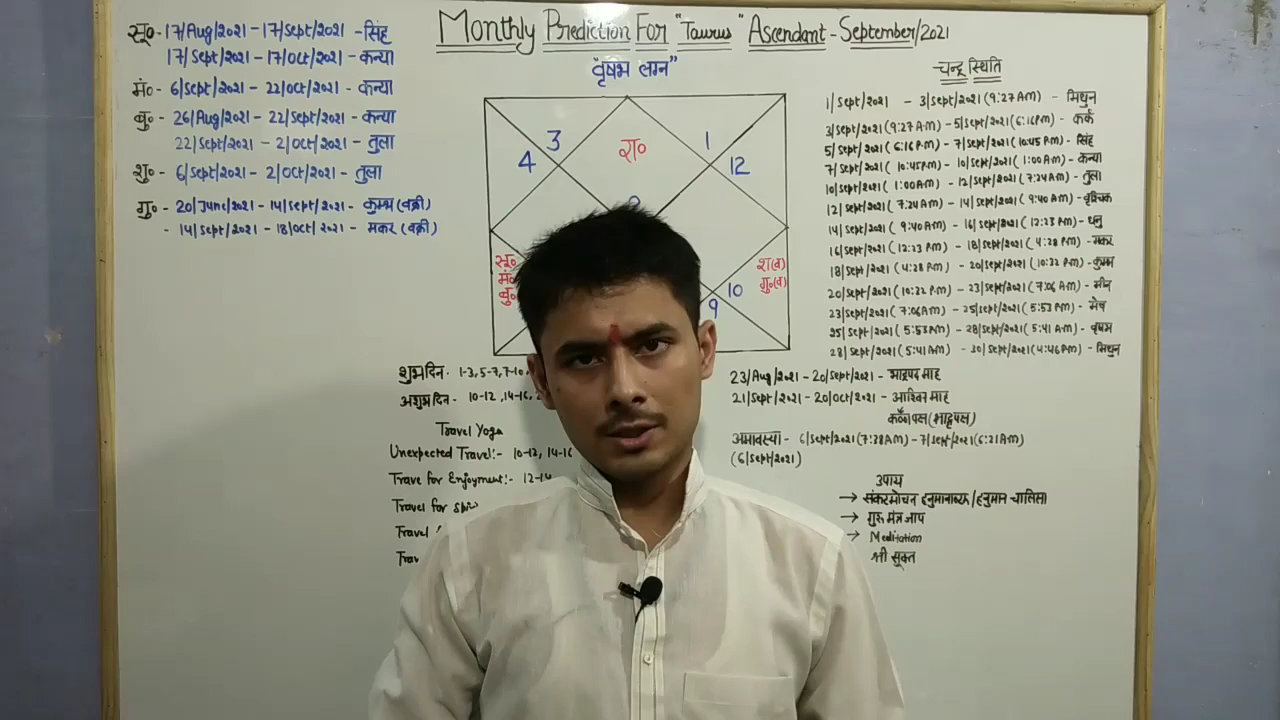 Monthly Prediction For "Taurus" Ascendant - September/2021
"वृषभ लग्न"
सू० - 17/Aug/2021 - 17/Sept/2021 - सिंह
17/Sept/2021 - 17/Oct/2021 - कन्या
मं० - 6/Sept/2021 - 22/Oct/2021 - कन्या
बु० - 26/Aug/2021 - 22/Sept/2021 - कन्या
22/Sept/2021 - 2/Oct/2021 - तुला
शु० - 6/Sept/2021 - 2/Oct/2021 - तुला
गु० - 20/June/2021 - 14/Sept/2021 - कुम्भ (वक्री)
- 14/Sept/2021 - 18/Oct/2021 - मकर (वक्री)
3
4
रा०
1
12
सू०
मं०
बु०
श(व)
गु०(व)
10
9
चन्द्र स्थिति
1/Sept/2021 - 3/Sept/2021 (9:27 AM) - मिथुन
3/Sept/2021 (9:27 AM) - 5/Sept/2021 (6:16 PM) - कर्क
5/Sept/2021 (6:16 PM) - 7/Sept/2021 (10:45 PM) - सिंह
7/Sept/2021 (10:45 PM) - 10/Sept/2021 (1:00 AM) - कन्या
10/Sept/2021 (1:00 AM) - 12/Sept/2021 (7:24 AM) - तुला
12/Sept/2021 (7:24 AM) - 14/Sept/2021 (9:40 AM) - वृश्चिक
14/Sept/2021 (9:40 AM) - 16/Sept/2021 (12:23 PM) - धनु
16/Sept/2021 (12:23 PM) - 18/Sept/2021 (4:28 PM) - मकर
18/Sept/2021 (4:28 PM) - 20/Sept/2021 (10:22 PM) - कुम्भ
20/Sept/2021 (10:22 PM) - 23/Sept/2021 (7:06 AM) - मीन
23/Sept/2021 (7:06 AM) - 25/Sept/2021 (5:53 PM) - मेष
25/Sept/2021 (5:53 PM) - 28/Sept/2021 (5:41 AM) - वृषभ
28/Sept/2021 (5:41 AM) - 30/Sept/2021 (4:46 PM) - मिथुन
शुभ दिन - 1-3, 5-7, 7-10,
अशुभ दिन - 10-12, 14-16,
Travel Yoga
Unexpected Travel:- 10-12, 14-16
Trave for Enjoyment:- 12-14
Travel for
Travel
Trav
23/Aug/2021 - 20/Sept/2021 - भाद्रपद माह
21/Sept/2021 - 20/Oct/2021 - आश्विन माह
अमावस्या - 6/Sept/2021 (7:38 AM) - 7/Sept/2021 (6:21 AM)
(6/Sept/2021)
उपाय
→ संकटमोचन हनुमानाष्टक/हनुमान चालिसा
→ गुरु मंत्र जाप
→ Meditation
श्री सूक्त